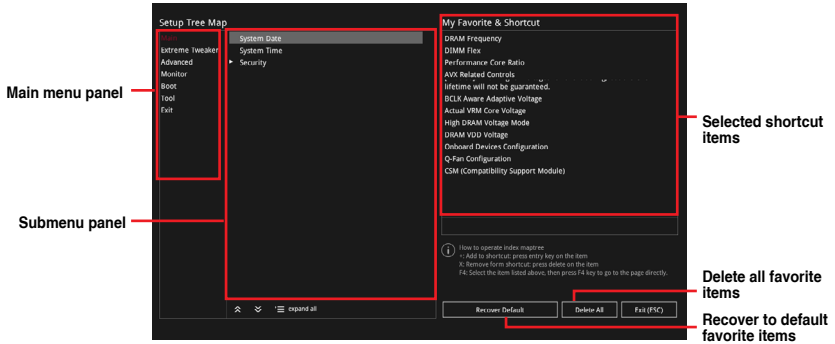 Setup Tree Map
Main
Extreme Tweaker
Advanced
Monitor
Boot
Tool
Exit
System Date
System Time
Security
expand all
My Favorite & Shortcut
DRAM Frequency
DIMM Flex
Performance Core Ratio
AVX Related Controls
lifetime will not be guaranteed.
BCLK Aware Adaptive Voltage
Actual VRM Core Voltage
High DRAM Voltage Mode
DRAM VDD Voltage
Onboard Devices Configuration
Q-Fan Configuration
CSM (Compatibility Support Module)
How to operate index maptree
+: Add to shortcut: press entry key on the item
X: Remove form shortcut: press delete on the item
F4: Select the item listed above, then press F4 key to go to the page directly.
Recover Default
Delete All
Exit (ESC)
Main menu panel
Submenu panel
Selected shortcut
items
Delete all favorite
items
Recover to default
favorite items